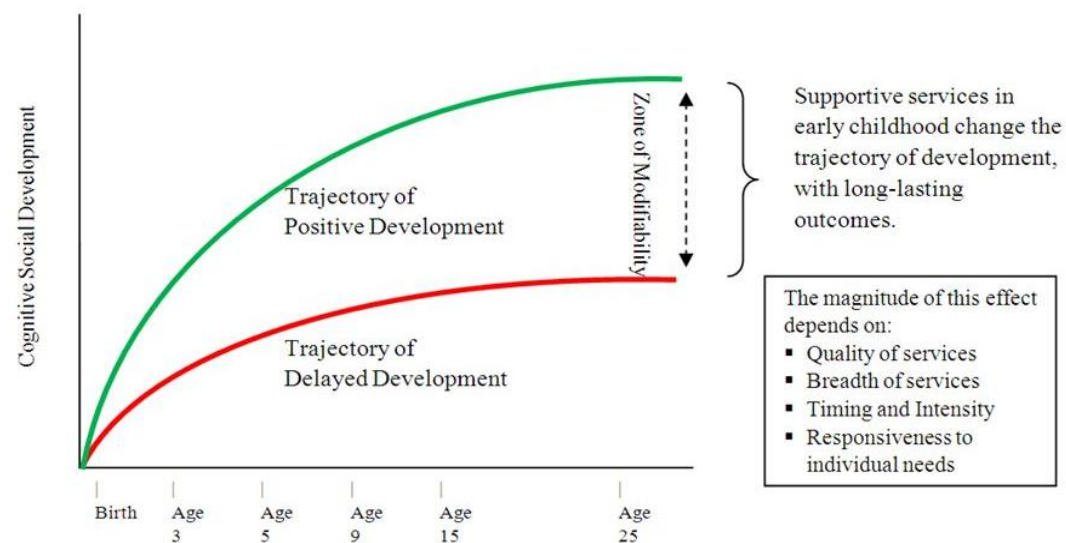 Cognitive Social Development
Trajectory of
Positive Development
Trajectory of
Delayed Development
Zone of Modifiability
Supportive services in
early childhood change the
trajectory of development,
with long-lasting
outcomes.
The magnitude of this effect
depends on:
▪ Quality of services
▪ Breadth of services
▪ Timing and Intensity
▪ Responsiveness to
individual needs
Birth
Age
3
Age
5
Age
9
Age
15
Age
25